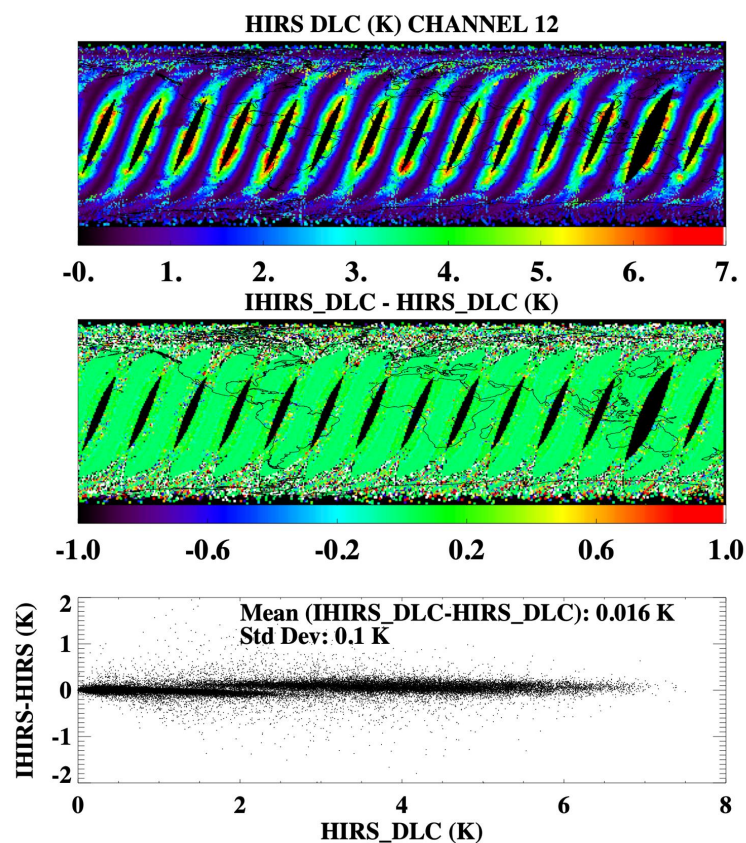 HIRS DLC (K) CHANNEL 12
-0. 1. 2. 3. 4. 5. 6. 7.
IHIRS_DLC - HIRS_DLC (K)
-1.0 -0.6 -0.2 0.2 0.6 1.0
2
Mean (IHIRS_DLC-HIRS_DLC): 0.016 K
Std Dev: 0.1 K
1
0
-1
-2
IHIRS-HIRS (K)
0 2 4 6 8
HIRS_DLC (K)